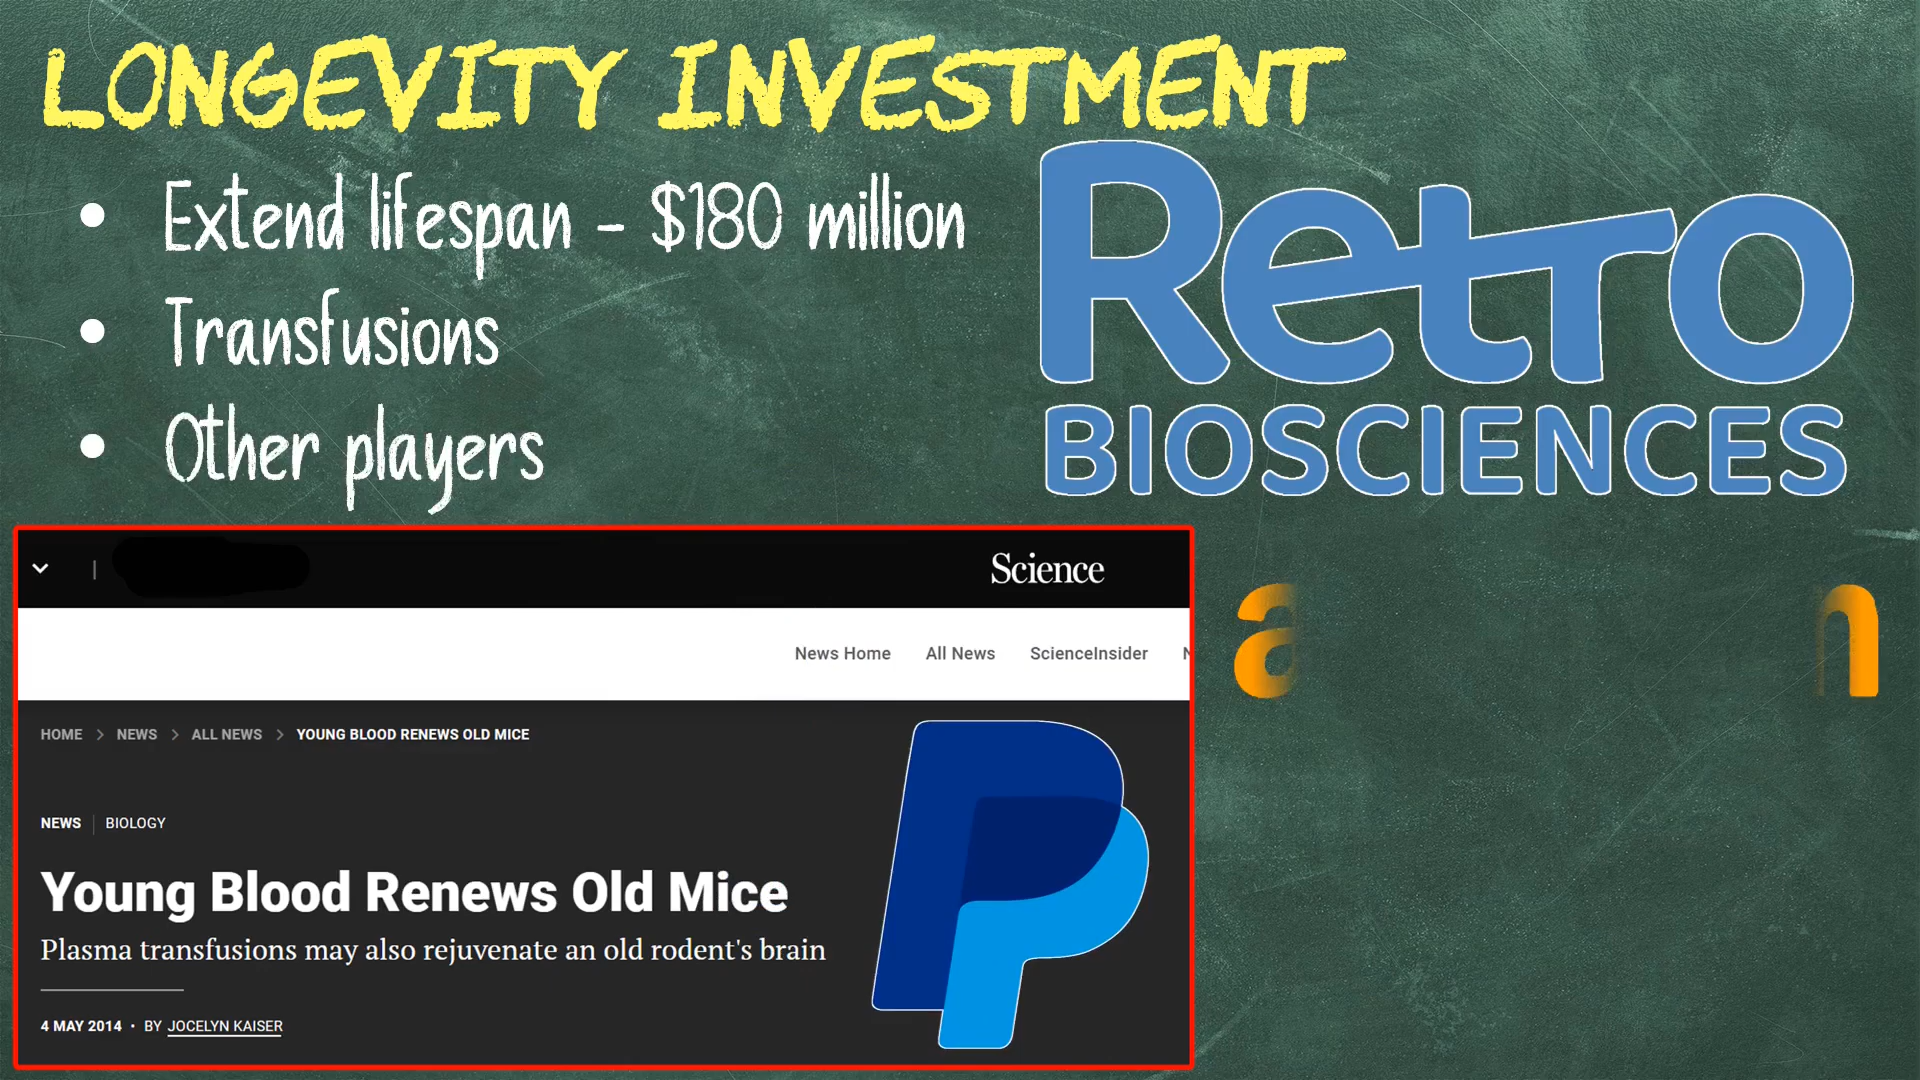 LONGEVITY INVESTMENT
• Extend lifespan - $180 million
• Transfusions
• Other players
Retro
BIOSCIENCES
Science
News Home All News ScienceInsider
HOME > NEWS > ALL NEWS > YOUNG BLOOD RENEWS OLD MICE
NEWS | BIOLOGY
Young Blood Renews Old Mice
Plasma transfusions may also rejuvenate an old rodent's brain
4 MAY 2014 • BY JOCELYN KAISER